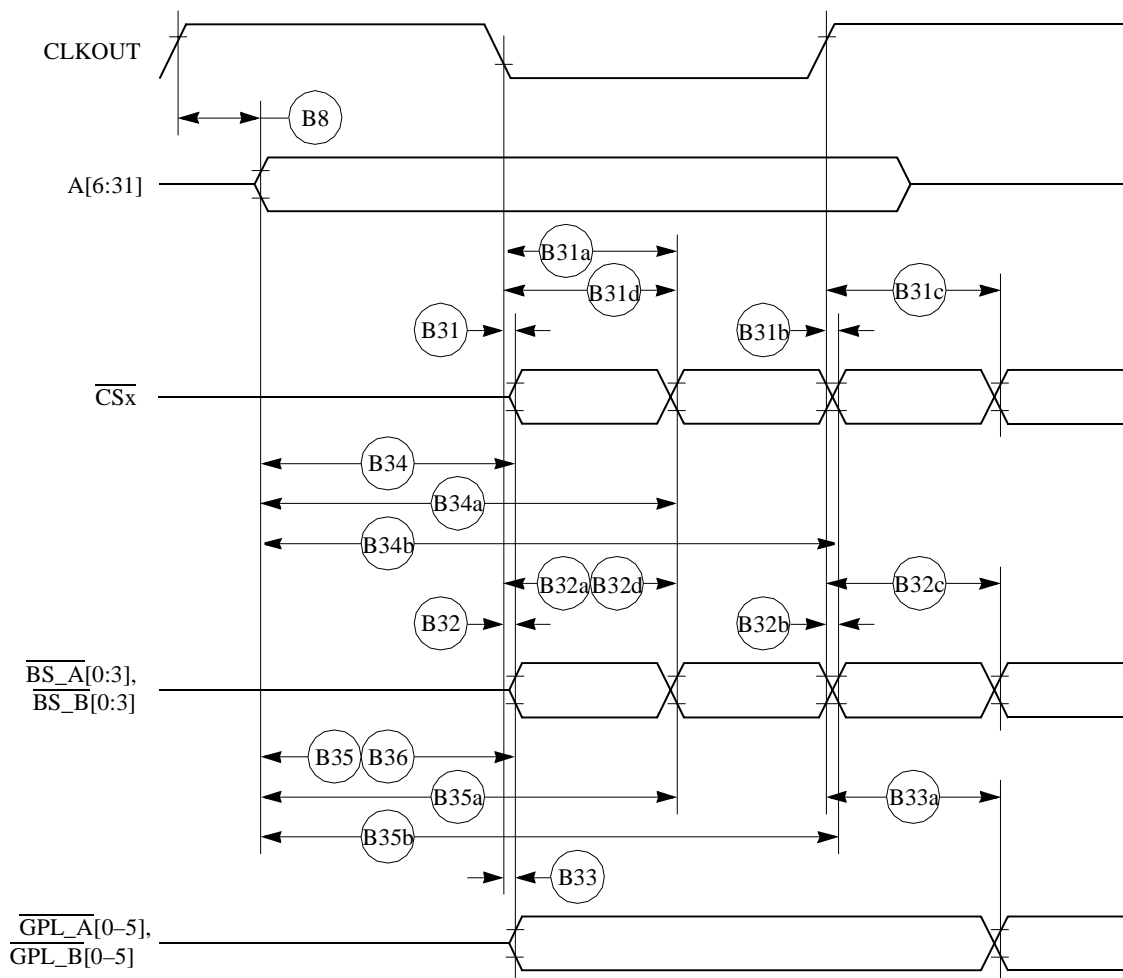 CLKOUT
B8
A[6:31]
B31a
B31d
B31c
B31
B31b
CSx
B34
B34a
B34b
B32a B32d
B32c
B32
B32b
BS_A[0:3],
BS_B[0:3]
B35 B36
B35a
B33a
B35b
B33
GPL_A[0–5],
GPL_B[0–5]